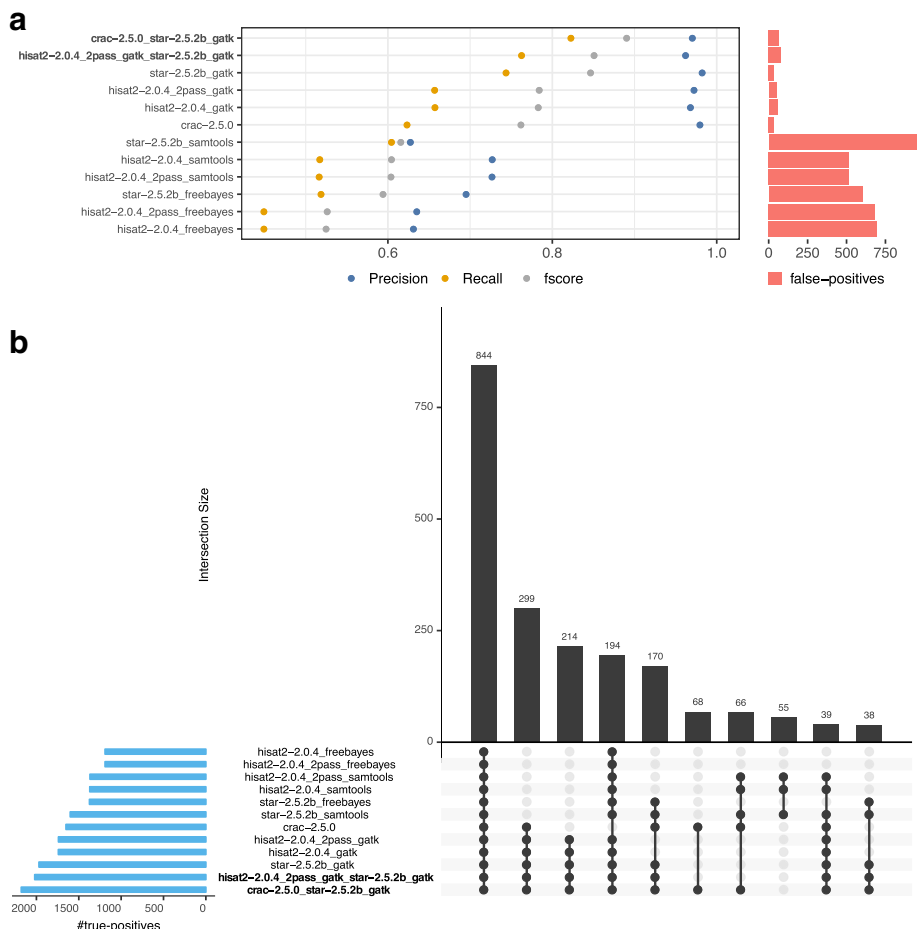 a
crac−2.5.0_star−2.5.2b_gatk
hisat2−2.0.4_2pass_gatk_star−2.5.2b_gatk
star−2.5.2b_gatk
hisat2−2.0.4_2pass_gatk
hisat2−2.0.4_gatk
crac−2.5.0
star−2.5.2b_samtools
hisat2−2.0.4_samtools
hisat2−2.0.4_2pass_samtools
star−2.5.2b_freebayes
hisat2−2.0.4_2pass_freebayes
hisat2−2.0.4_freebayes
0.6 0.8 1.0
Precision Recall fscore
0 250 500 750
false−positives
b
Intersection Size
750
500
250
0
844 299 214 194 170 68 66 55 39 38
hisat2−2.0.4_freebayes
hisat2−2.0.4_2pass_freebayes
hisat2−2.0.4_2pass_samtools
hisat2−2.0.4_samtools
star−2.5.2b_freebayes
star−2.5.2b_samtools
crac−2.5.0
hisat2−2.0.4_2pass_gatk
hisat2−2.0.4_gatk
star−2.5.2b_gatk
hisat2−2.0.4_2pass_gatk_star−2.5.2b_gatk
crac−2.5.0_star−2.5.2b_gatk
2000 1500 1000 500 0
#true−positives